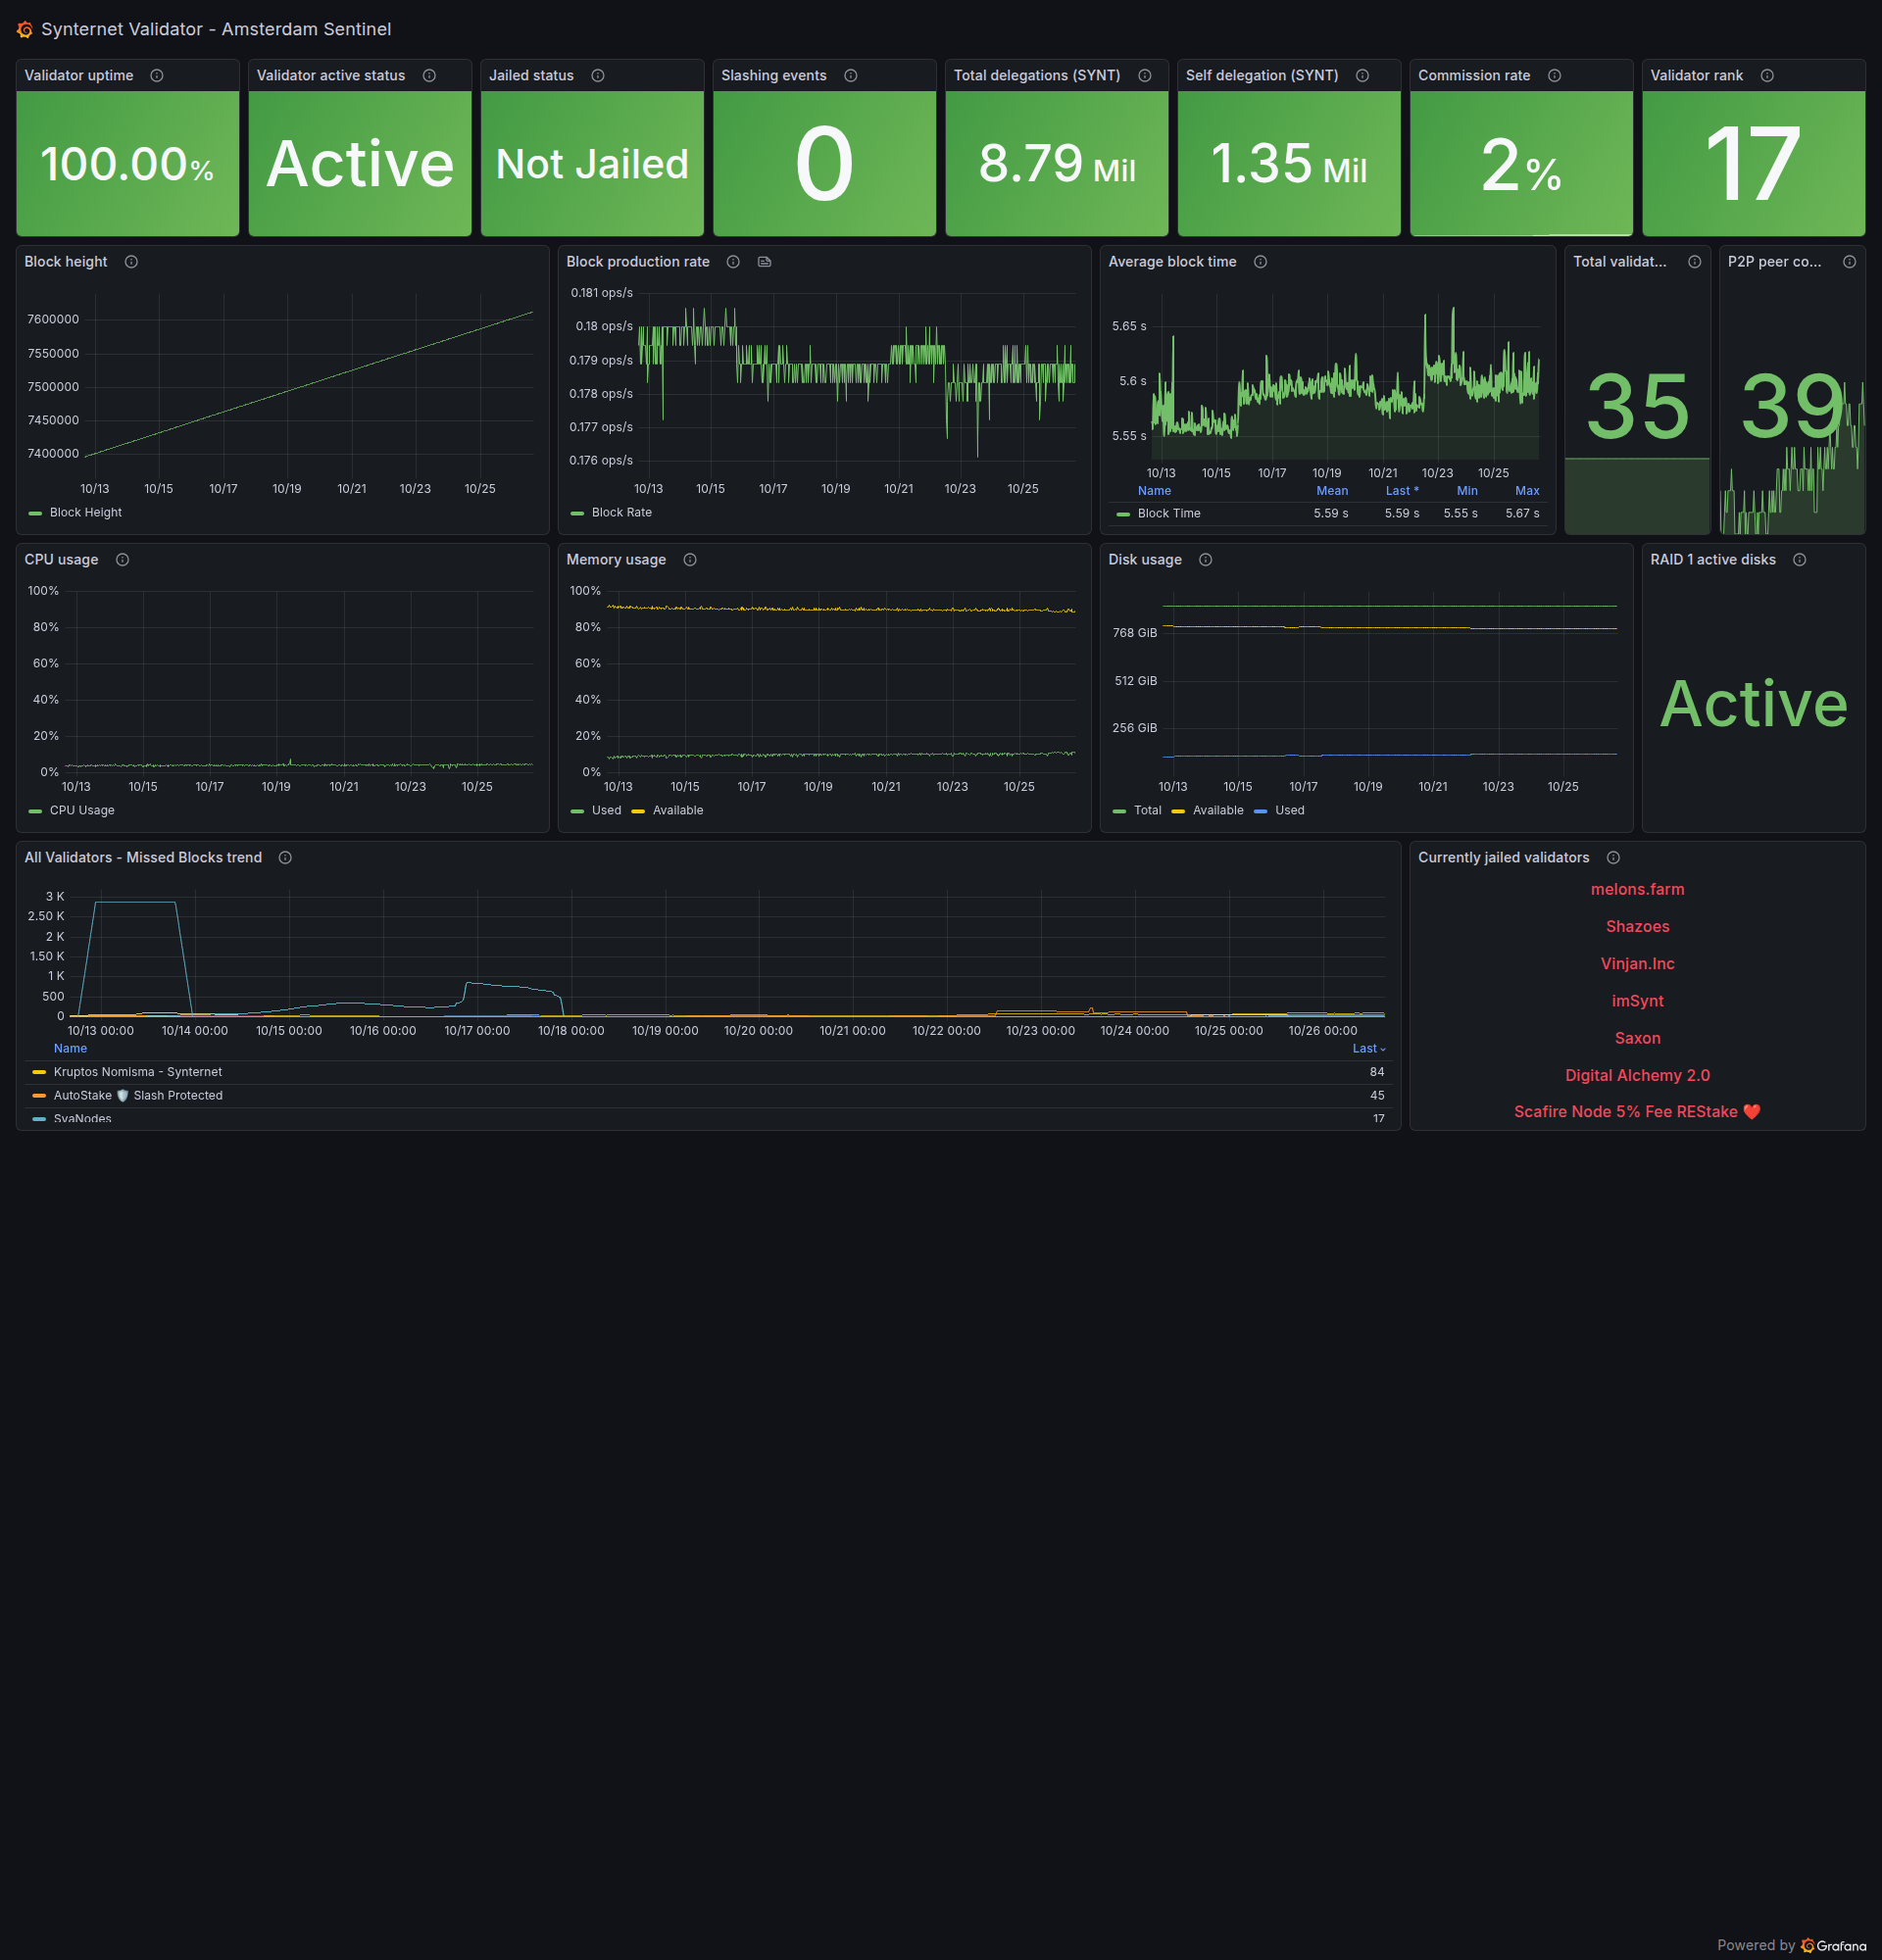 Synternet Validator - Amsterdam Sentinel
Validator uptime
100.00%
Validator active status
Active
Jailed status
Not Jailed
Slashing events
0
Total delegations (SYNT)
8.79 Mil
Self delegation (SYNT)
1.35 Mil
Commission rate
2%
Validator rank
17
Block height
7600000
7550000
7500000
7450000
7400000
10/13 10/15 10/17 10/19 10/21 10/23 10/25
Block Height
Block production rate
0.181 ops/s
0.18 ops/s
0.179 ops/s
0.178 ops/s
0.177 ops/s
0.176 ops/s
10/13 10/15 10/17 10/19 10/21 10/23 10/25
Block Rate
Average block time
5.65 s
5.6 s
5.55 s
10/13 10/15 10/17 10/19 10/21 10/23 10/25
Name Mean Last * Min Max
Block TIme 5.59 s 5.59 s 5.55 s 5.67 s
Total validat...
35
P2P peer co...
39
CPU usage
100%
80%
60%
40%
20%
0%
10/13 10/15 10/17 10/19 10/21 10/23 10/25
CPU Usage
Memory usage
100%
80%
60%
40%
20%
0%
10/13 10/15 10/17 10/19 10/21 10/23 10/25
Used Available
Disk usage
768 GiB
512 GiB
256 GiB
10/13 10/15 10/17 10/19 10/21 10/23 10/25
Total Available Used
RAID 1 active disks
Active
All Validators - Missed Blocks trend
3 K
2.50 K
2 K
1.50 K
1 K
500
0
10/13 00:00 10/14 00:00 10/15 00:00 10/16 00:00 10/17 00:00 10/18 00:00 10/19 00:00 10/20 00:00 10/21 00:00 10/22 00:00 10/23 00:00 10/24 00:00 10/25 00:00 10/26 00:00
Name Last
Kruptos Nomisma - Synternet 84
AutoStake 🛡️ Slash Protected 45
SvaNodes 17
Currently jailed validators
melons.farm
Shazoes
Vinjan.Inc
imSynt
Saxon
Digital Alchemy 2.0
Scafire Node 5% Fee REStake ❤️
Powered by Grafana